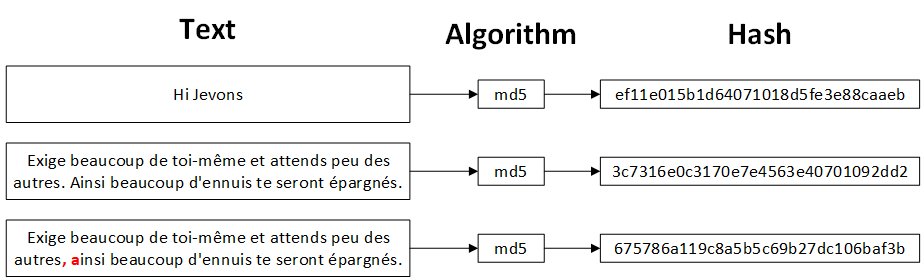 Text Algorithm Hash
Hi Jevons md5 ef11e015b1d64071018d5fe3e88caaeb
Exige beaucoup de toi-même et attends peu des
autres. Ainsi beaucoup d'ennuis te seront épargnés.
md5 3c7316e0c3170e7e4563e40701092dd2
Exige beaucoup de toi-même et attends peu des
autres, ainsi beaucoup d'ennuis te seront épargnés.
md5 675786a119c8a5b5c69b27dc106baf3b